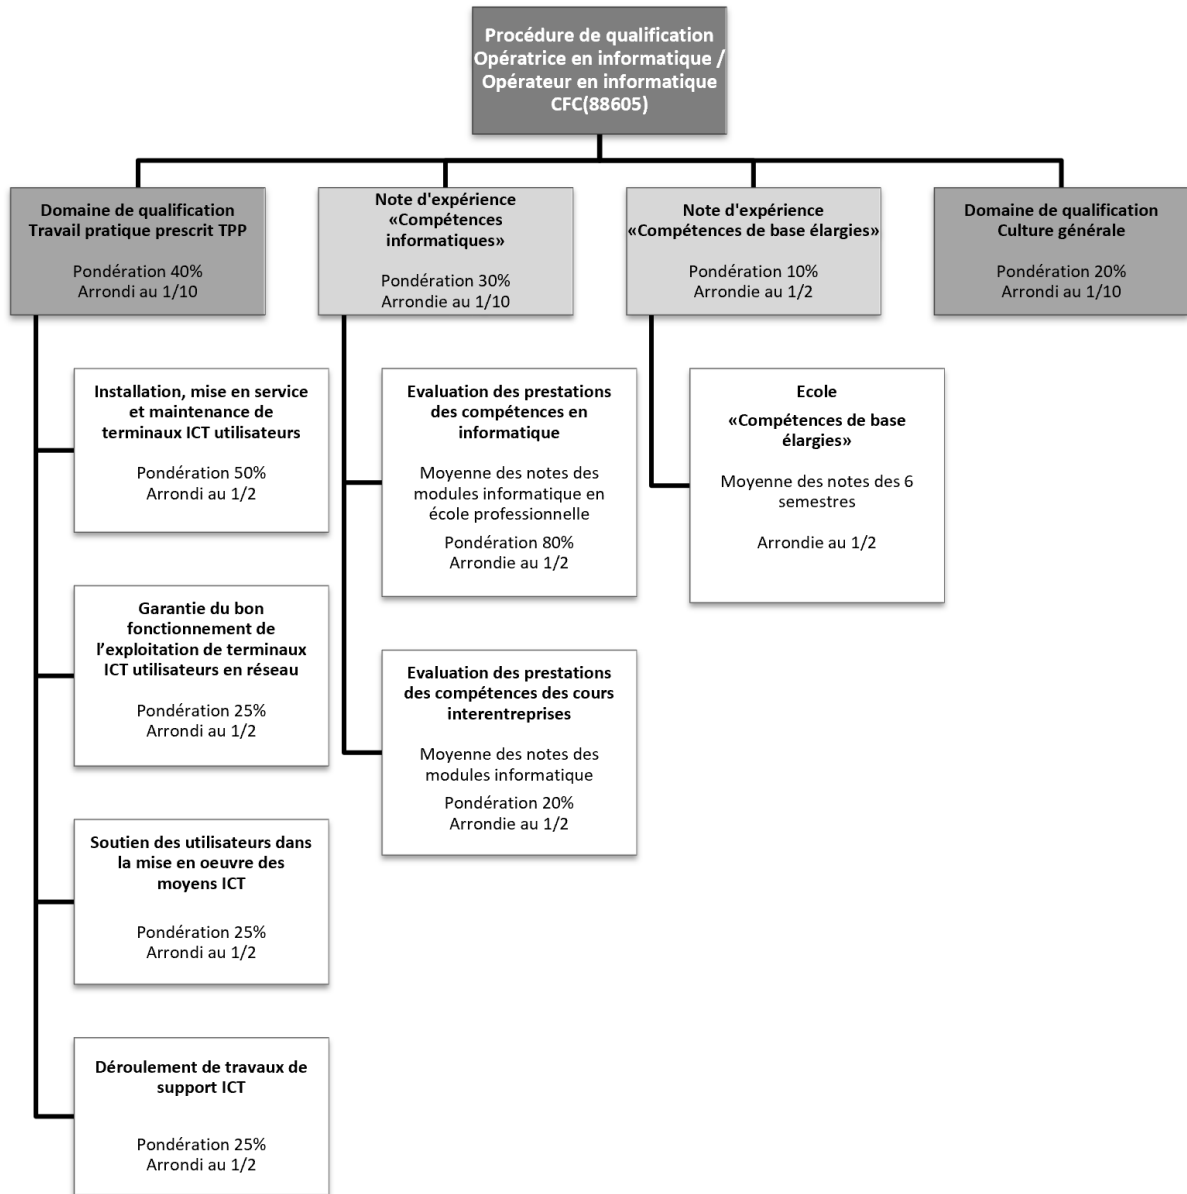 Procédure de qualification
Opératrice en informatique /
Opérateur en informatique
CFC(88605)
Domaine de qualification
Travail pratique prescrit TPP
Pondération 40%
Arrondi au 1/10
Note d'expérience
«Compétences
informatiques»
Pondération 30%
Arrondie au 1/10
Note d'expérience
«Compétences de base élargies»
Pondération 10%
Arrondie au 1/2
Domaine de qualification
Culture générale
Pondération 20%
Arrondi au 1/10
Installation, mise en service
et maintenance de
terminaux ICT utilisateurs
Pondération 50%
Arrondi au 1/2
Garantie du bon
fonctionnement de
l’exploitation de terminaux
ICT utilisateurs en réseau
Pondération 25%
Arrondi au 1/2
Soutien des utilisateurs dans
la mise en oeuvre des
moyens ICT
Pondération 25%
Arrondi au 1/2
Déroulement de travaux de
support ICT
Pondération 25%
Arrondi au 1/2
Evaluation des prestations
des compétences en
informatique
Moyenne des notes des
modules informatique en
école professionnelle
Pondération 80%
Arrondie au 1/2
Evaluation des prestations
des compétences des cours
interentreprises
Moyenne des notes des
modules informatique
Pondération 20%
Arrondie au 1/2
Ecole
«Compétences de base
élargies»
Moyenne des notes des 6
semestres
Arrondie au 1/2